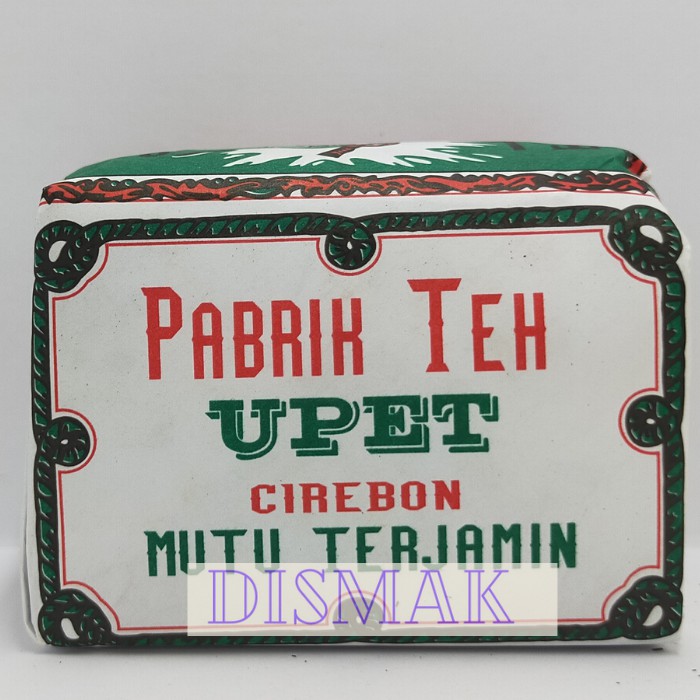 PABRIK TEH
UPET
CIREBON
MUTU TERJAMIN
DISMAK